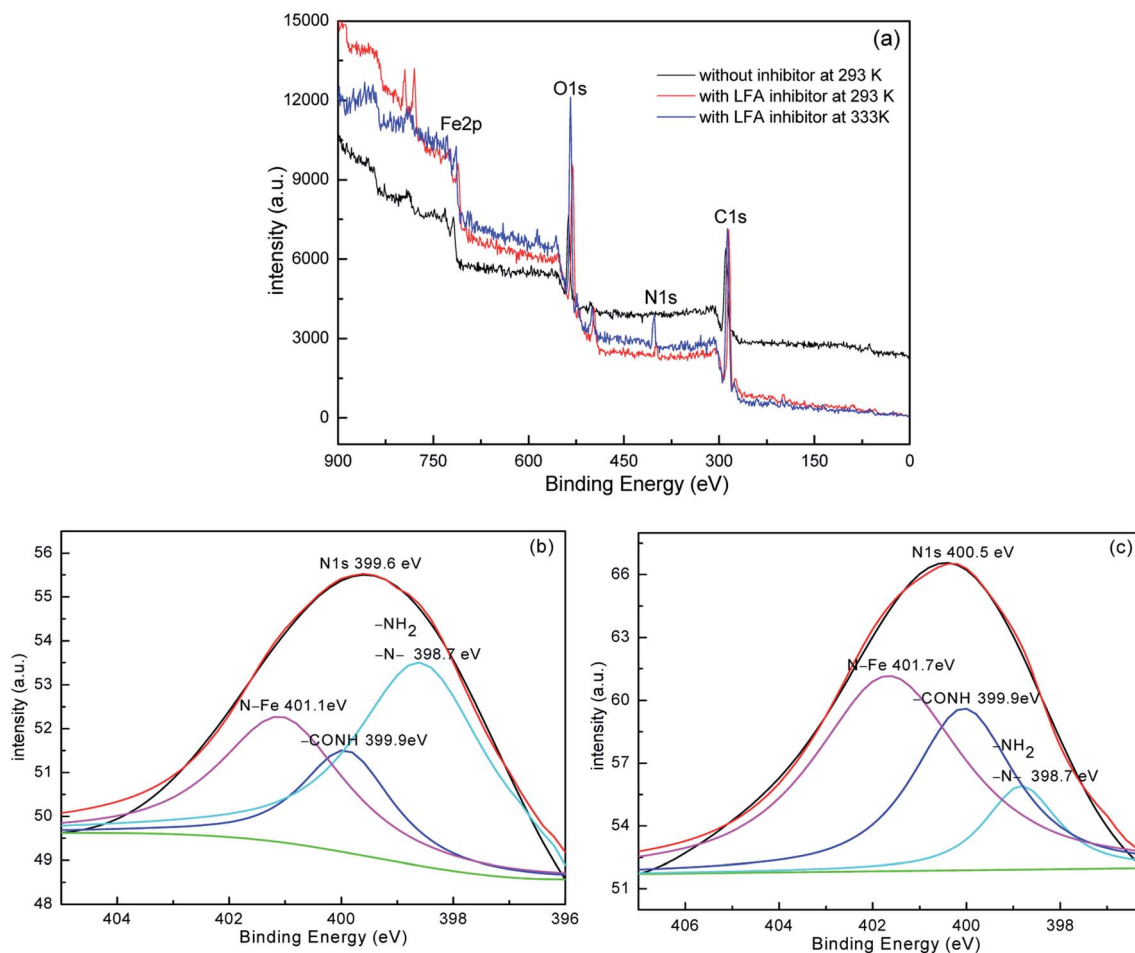 (a)
15000
12000
9000
6000
3000
0
intensity (a.u.)
without inhibitor at 293 K
with LFA inhibitor at 293 K
with LFA inhibitor at 333K
Fe2p
O1s
N1s
C1s
900 750 600 450 300 150 0
Binding Energy (eV)
(b)
56
55
54
53
52
51
50
49
48
intensity (a.u.)
N1s 399.6 eV
–NH2
–N– 398.7 eV
N–Fe 401.1eV
–CONH 399.9eV
404 402 400 398 396
Binding Energy (eV)
(c)
66
63
60
57
54
51
intensity (a.u.)
N1s 400.5 eV
N–Fe 401.7eV
–CONH 399.9eV
–NH2
–N– 398.7 eV
406 404 402 400 398
Binding Energy (eV)